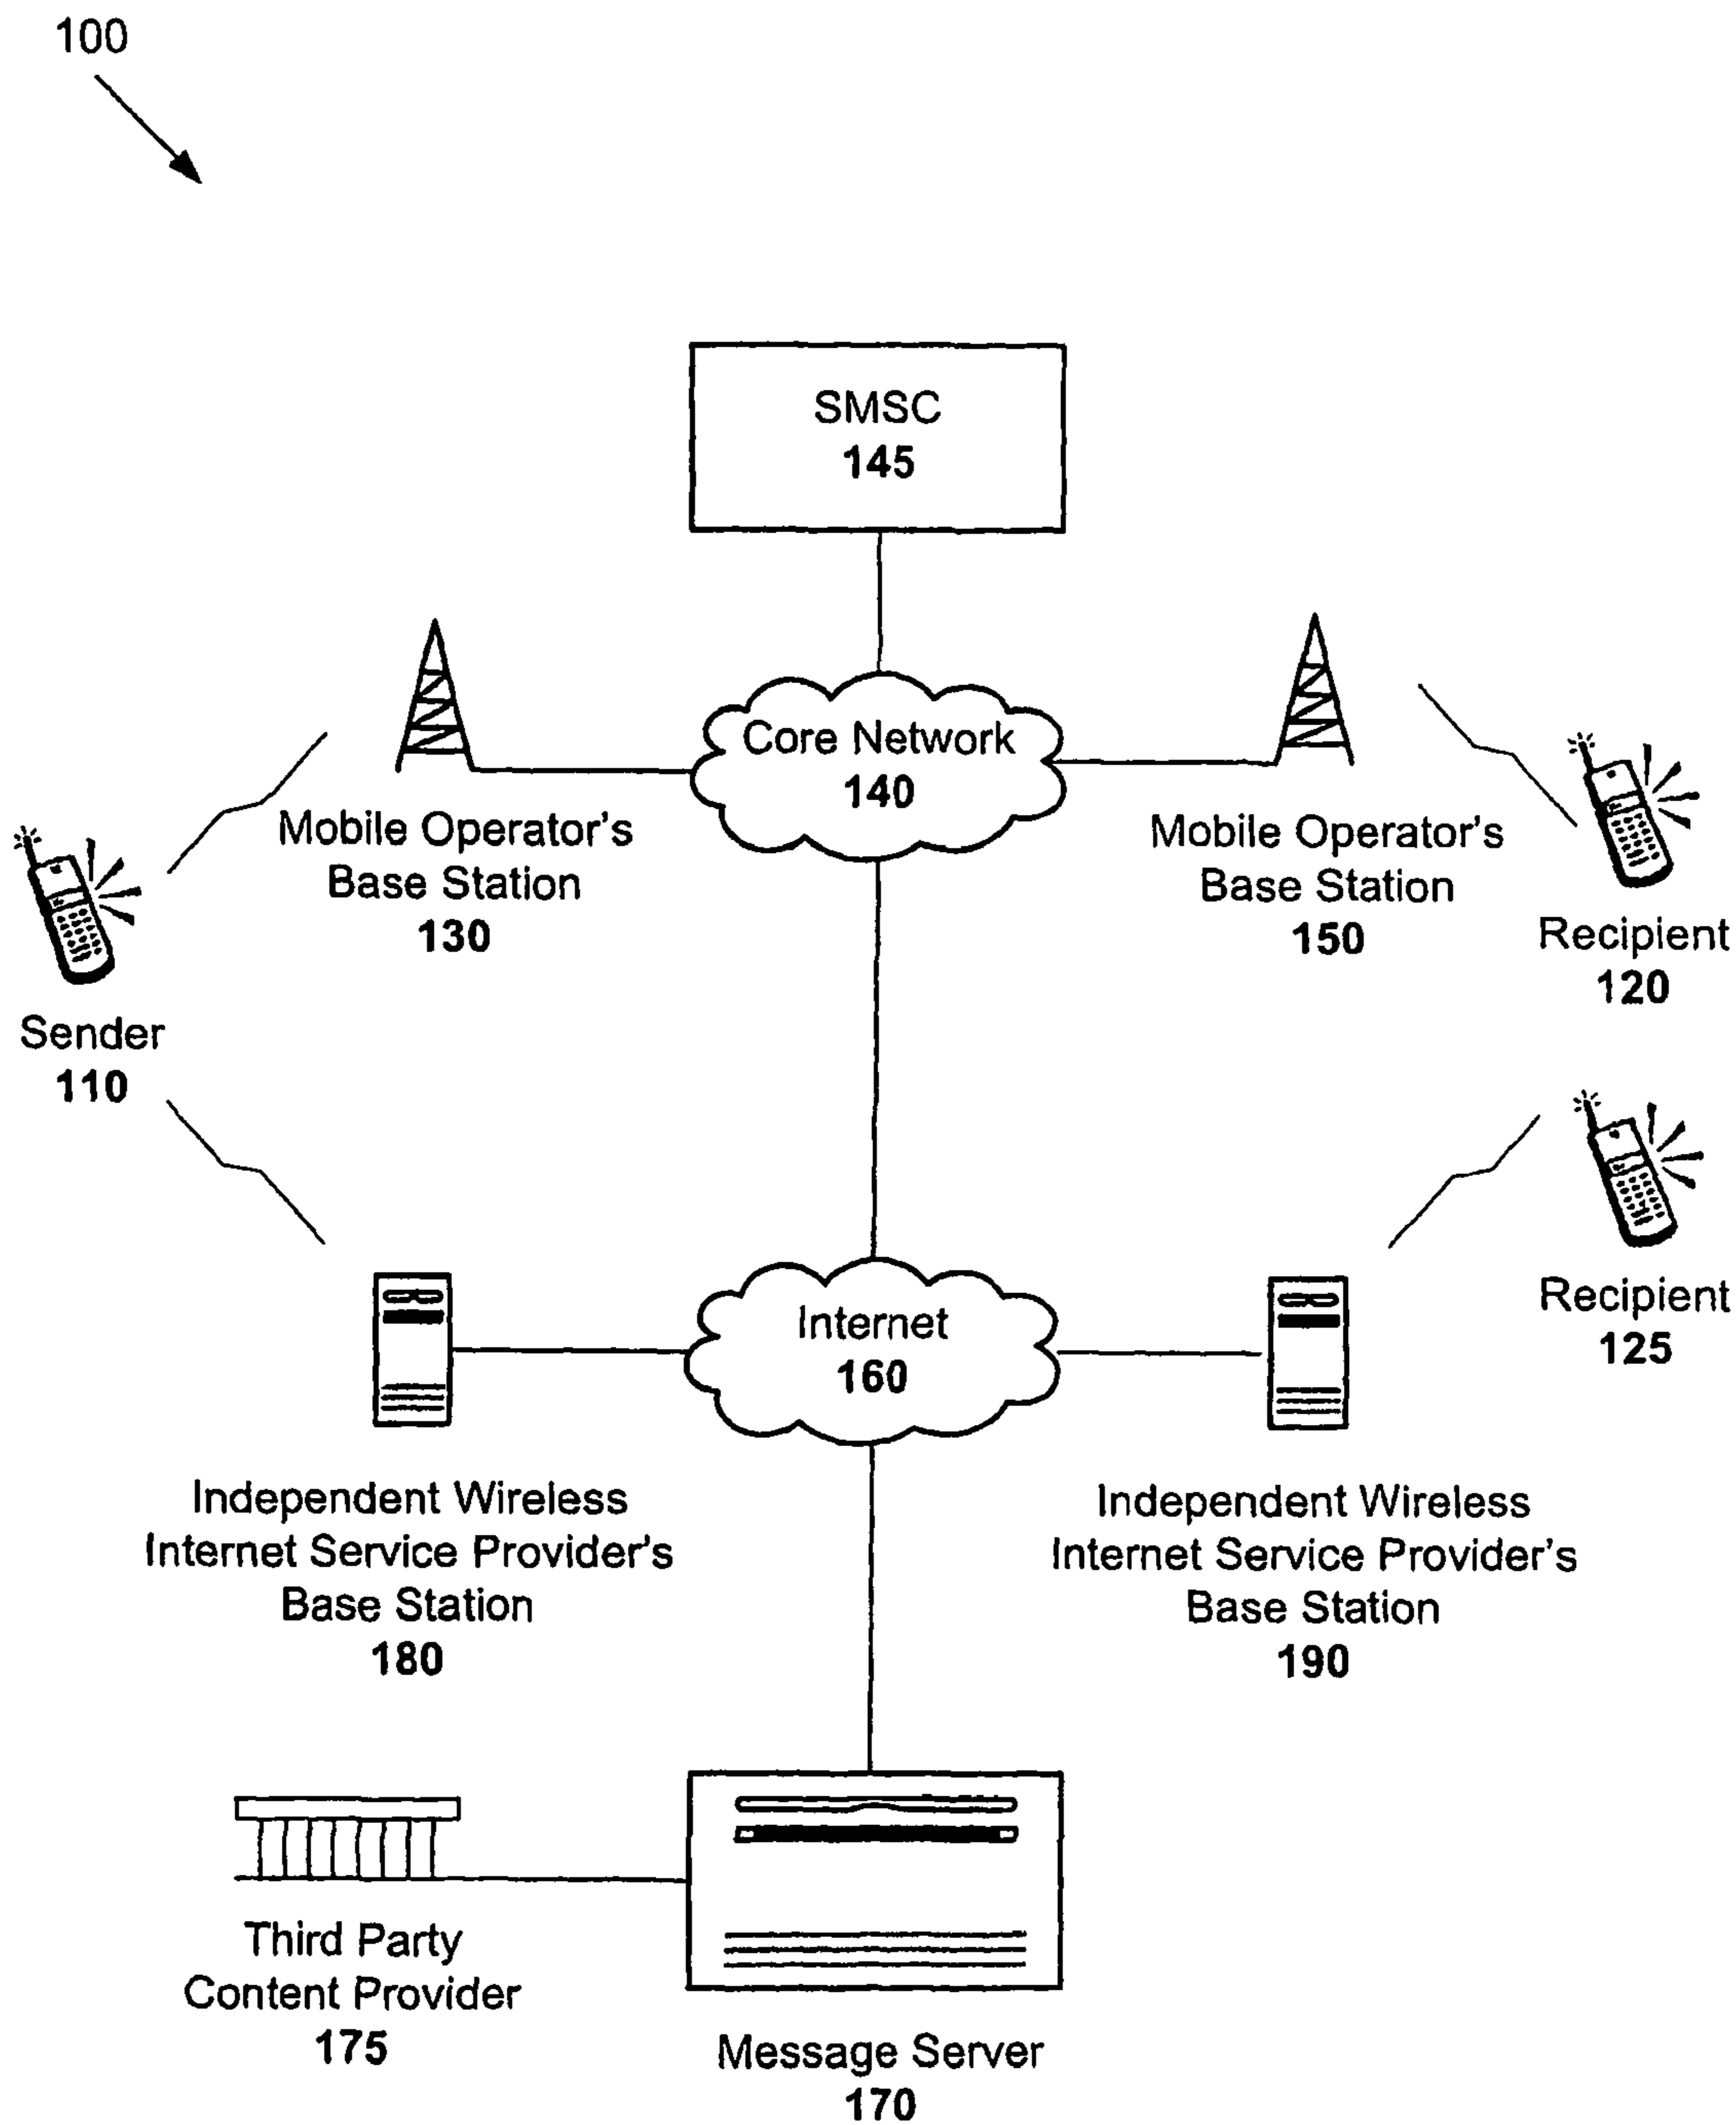 100
SMSC
145
Core Network
140
Mobile Operator's
Base Station
130
Mobile Operator's
Base Station
150
Recipient
120
Sender
110
Recipient
125
Internet
160
Independent Wireless
Internet Service Provider's
Base Station
180
Independent Wireless
Internet Service Provider's
Base Station
190
Third Party
Content Provider
175
Message Server
170